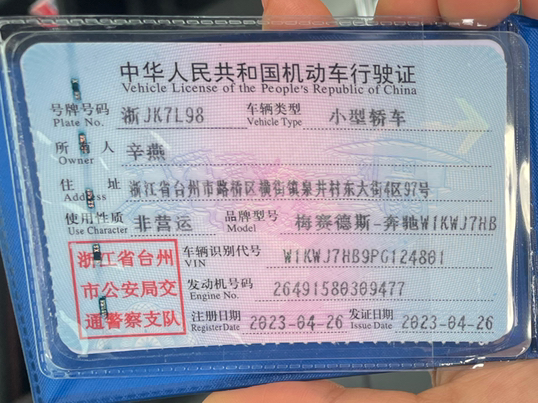 中华人民共和国机动车行驶证
Vehicle License of the People's Republic of China
号牌号码 Plate No. 浙JK7L98 车辆类型 Vehicle Type 小型轿车
所有人 Owner 辛燕
住址 Address 浙江省台州市路桥区横街镇泉井村东大街4区97号
使用性质 Use Character 非营运 品牌型号 Model 梅赛德斯-奔驰W1KWJ7HB
浙江省台州 车辆识别代号 VIN W1KWJ7HB9PG124801
市公安局交 发动机号码 Engine No. 26491580309477
通警察支队 注册日期 Register Date 2023-04-26 发证日期 Issue Date 2023-04-26